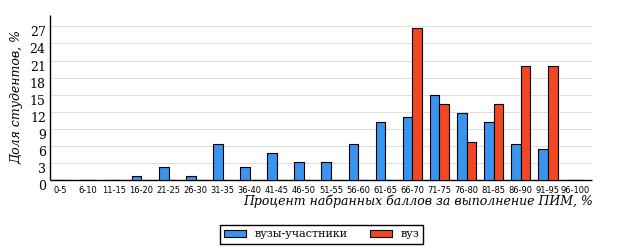 Доля студентов, %
27
24
21
18
15
12
9
6
3
0
0-5 6-10 11-15 16-20 21-25 26-30 31-35 36-40 41-45 46-50 51-55 56-60 61-65 66-70 71-75 76-80 81-85 86-90 91-95 96-100
Процент набранных баллов за выполнение ПИМ, %
вузы-участники вуз